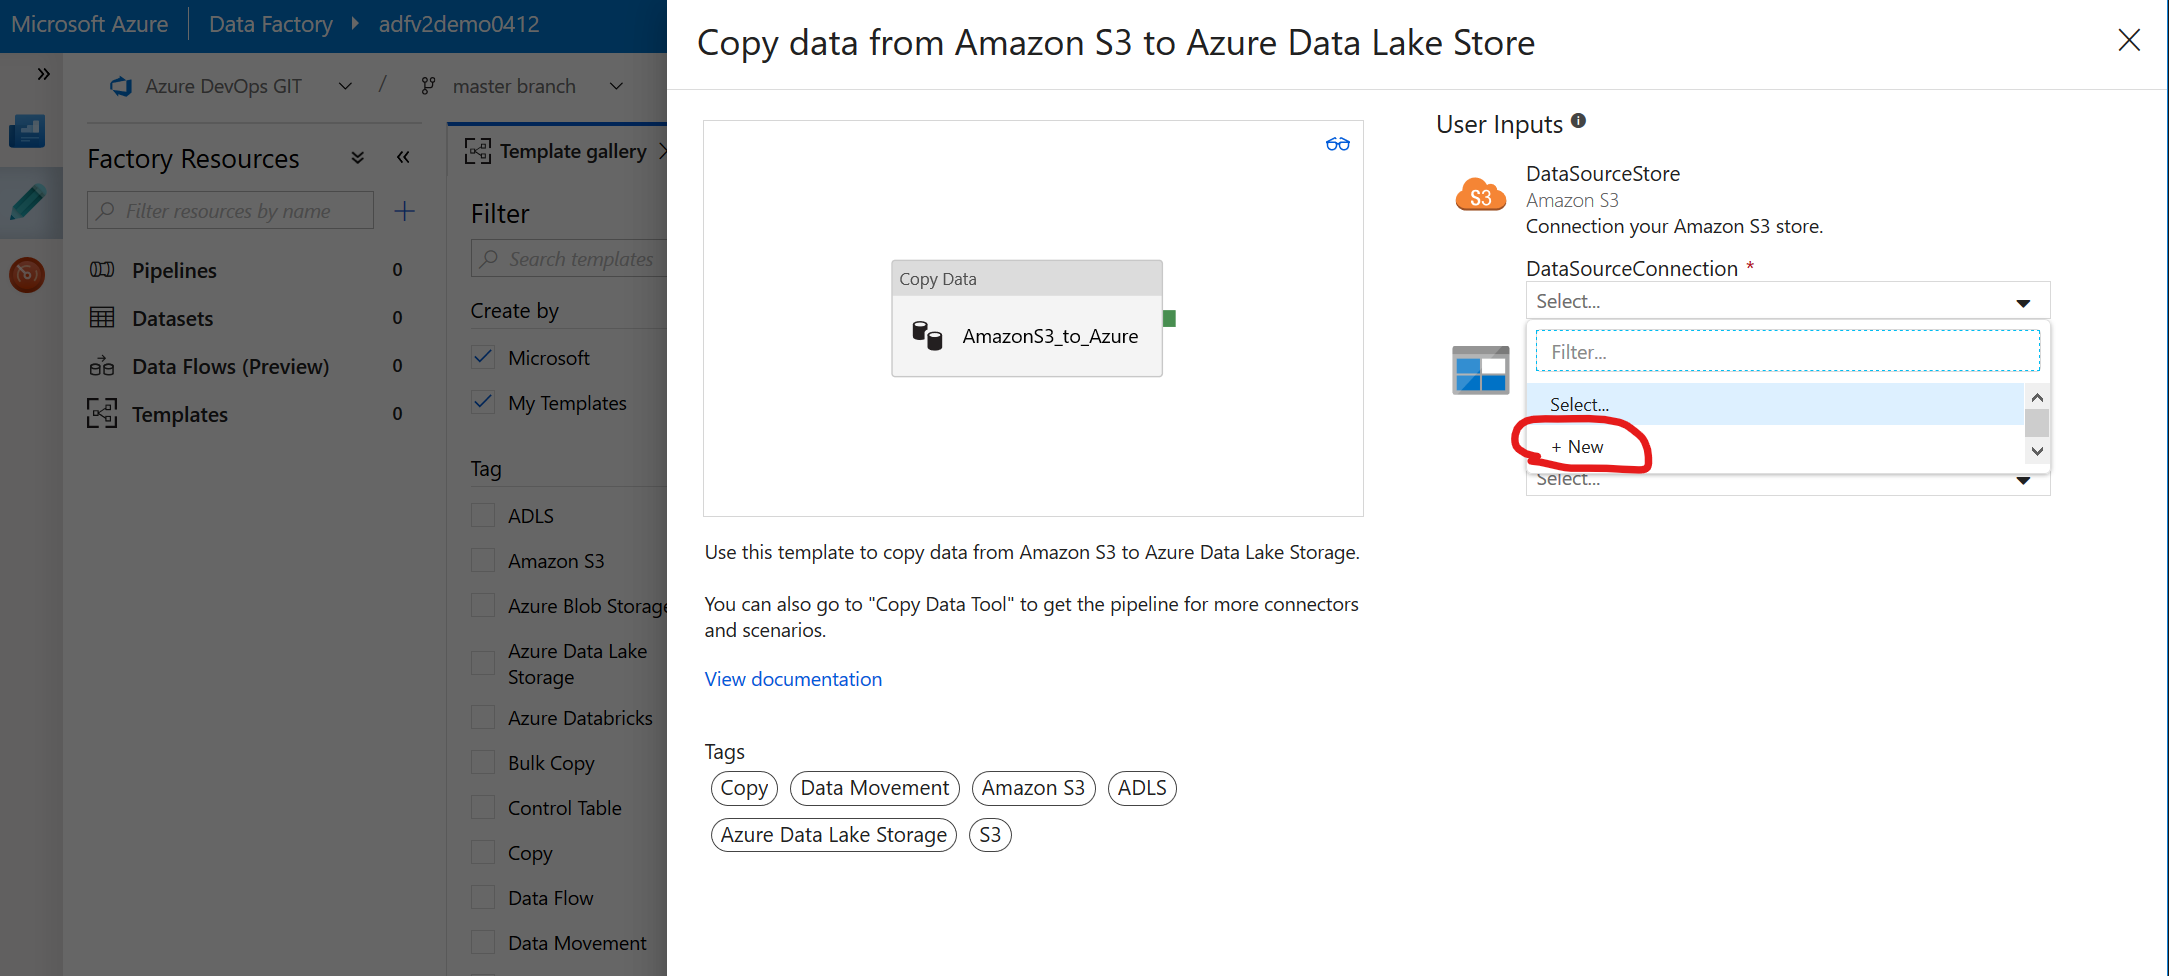 Microsoft Azure
Data Factory
adfv2demo0412
Azure DevOps GIT
/
master branch
Factory Resources
Filter resources by name
Pipelines 0
Datasets 0
Data Flows (Preview) 0
Templates 0
Template gallery
Filter
Search templates
Create by
Microsoft
My Templates
Tag
ADLS
Amazon S3
Azure Blob Storage
Azure Data Lake
Storage
Azure Databricks
Bulk Copy
Control Table
Copy
Data Flow
Data Movement
Copy data from Amazon S3 to Azure Data Lake Store
Copy Data
AmazonS3_to_Azure
Use this template to copy data from Amazon S3 to Azure Data Lake Storage.
You can also go to "Copy Data Tool" to get the pipeline for more connectors
and scenarios.
View documentation
Tags
Copy
Data Movement
Amazon S3
ADLS
Azure Data Lake Storage
S3
User Inputs
S3
DataSourceStore
Amazon S3
Connection your Amazon S3 store.
DataSourceConnection *
Select...
Filter...
Select...
+ New
Select...